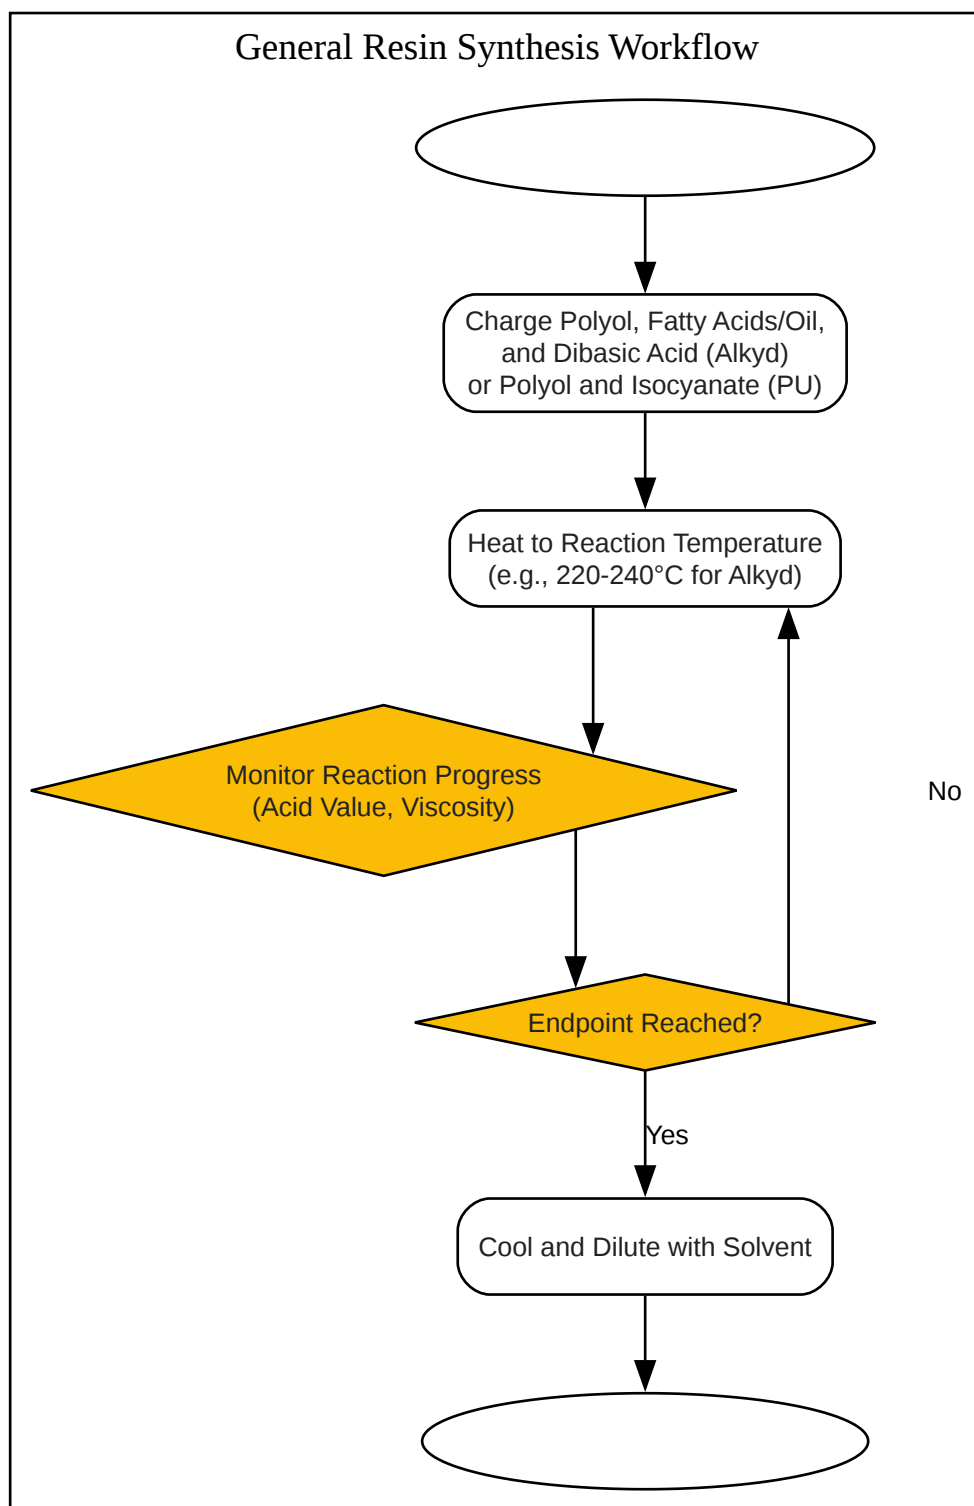 General Resin Synthesis Workflow
Charge Polyol, Fatty Acids/Oil,
and Dibasic Acid (Alkyd)
or Polyol and Isocyanate (PU)
Heat to Reaction Temperature
(e.g., 220-240°C for Alkyd)
Monitor Reaction Progress
(Acid Value, Viscosity)
No
Endpoint Reached?
Yes
Cool and Dilute with Solvent